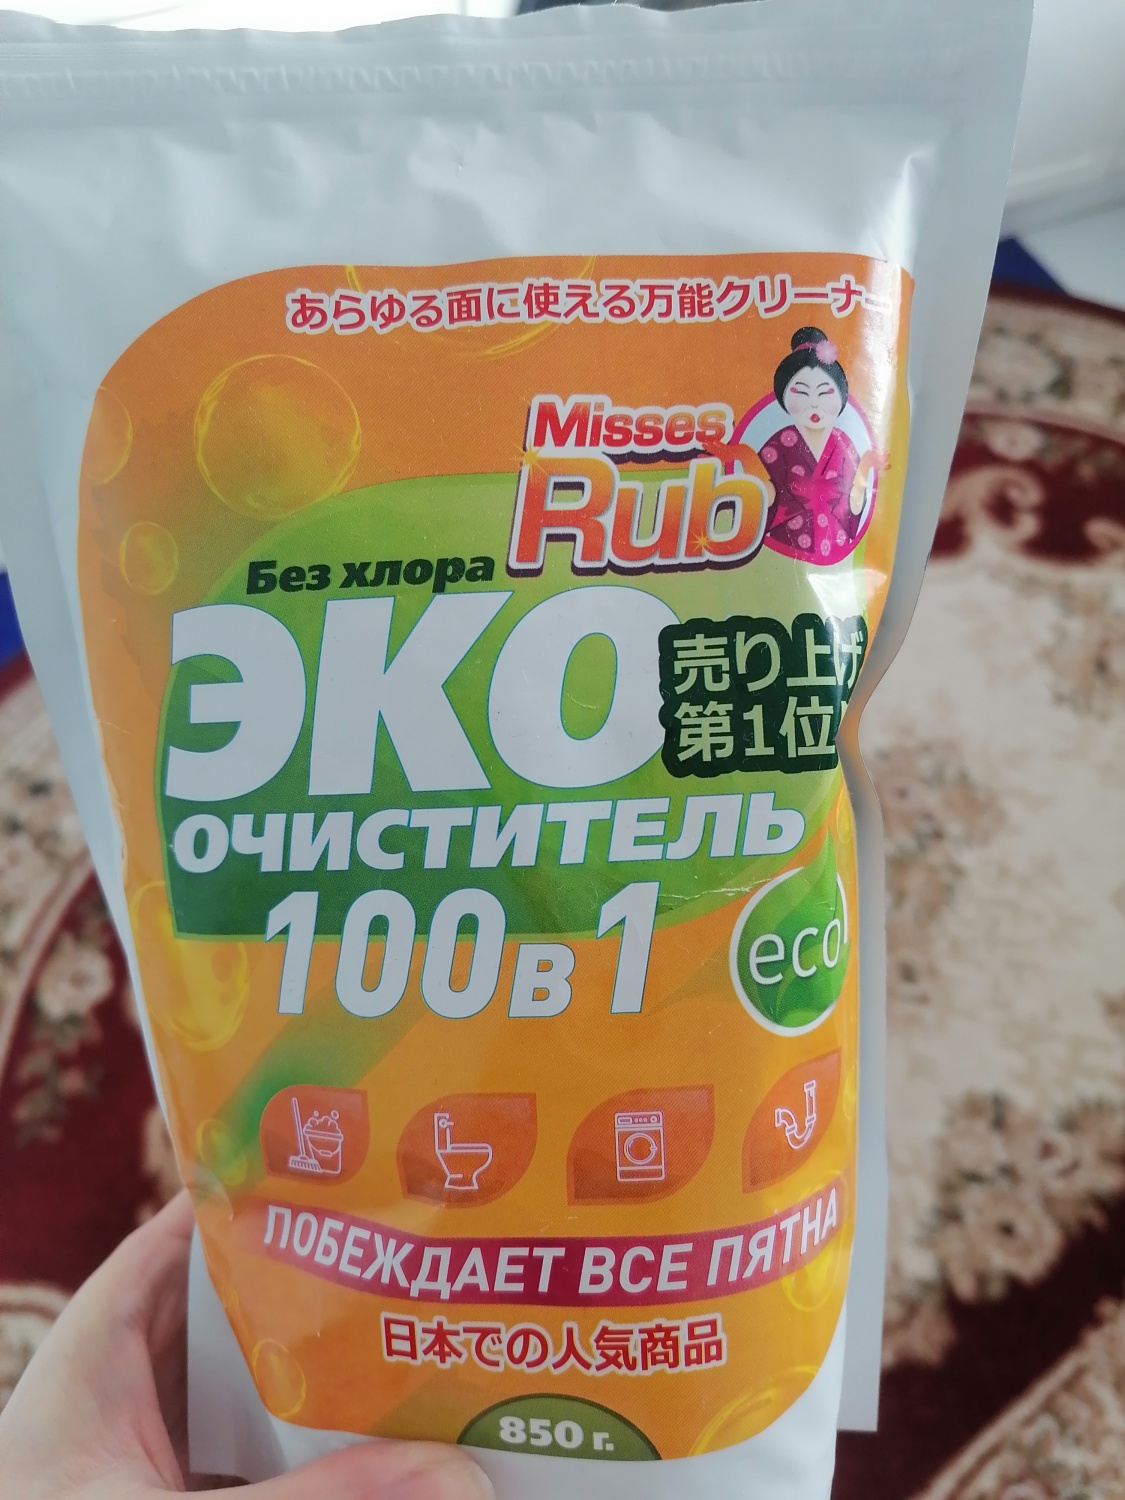 あらゆる面に使える万能クリーナー
Misses
Rub
Без хлора
ЭКО
売り上げ
第1位
ОЧИСТИТЕЛЬ
100 в 1
eco
ПОБЕЖДАЕТ ВСЕ ПЯТНА
日本での人気商品
850 г.